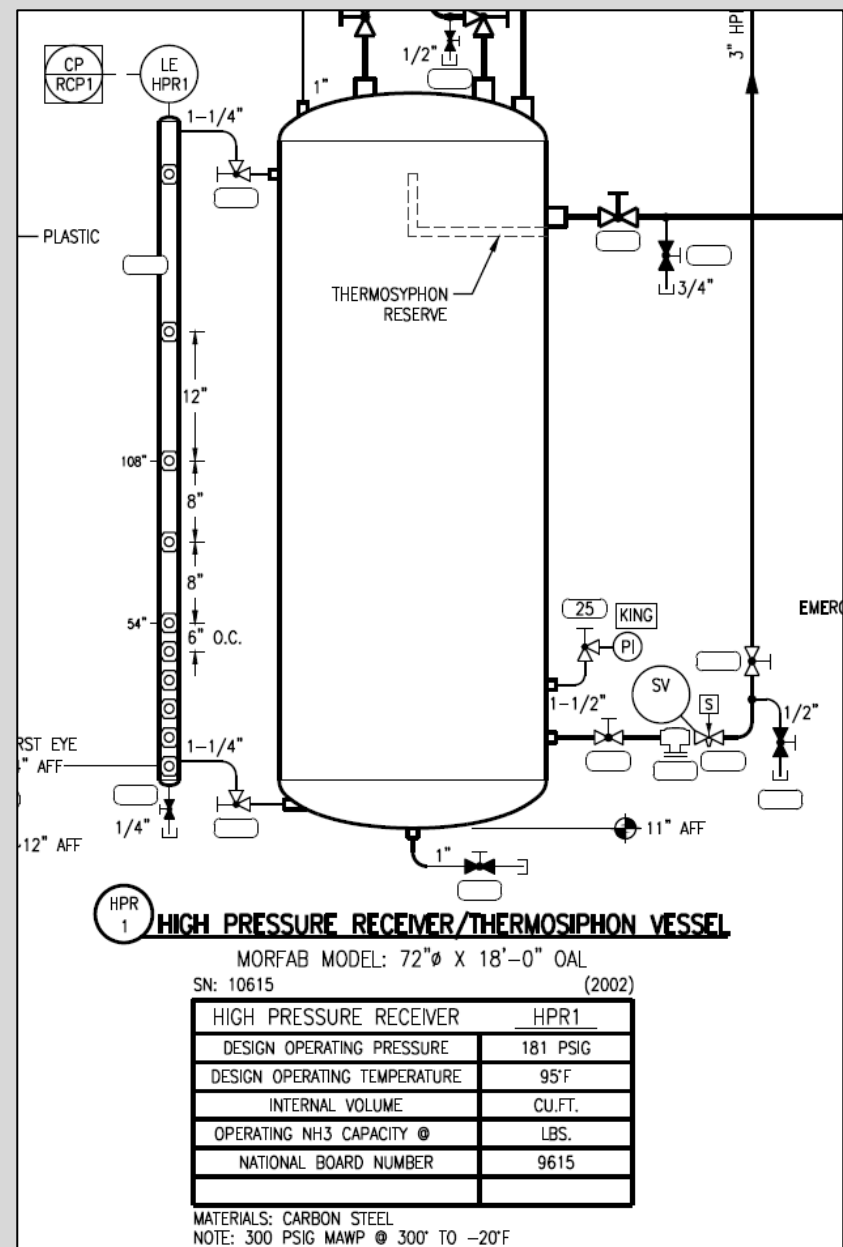 3" HPL
1/2"
CP
RCP1
LE
HPR1
1"
1-1/4"
PLASTIC
THERMOSYPHON
RESERVE
3/4"
12"
108"
8"
8"
54"
6" O.C.
25
KING
PI
EMERG
SV
S
1-1/2"
1/2"
RST EYE
" AFF
1-1/4"
1/4"
12" AFF
11" AFF
1"
HPR
1
HIGH PRESSURE RECEIVER/THERMOSIPHON VESSEL
MORFAB MODEL: 72"ø X 18'-0" OAL
SN: 10615 (2002)
HIGH PRESSURE RECEIVER HPR1
DESIGN OPERATING PRESSURE 181 PSIG
DESIGN OPERATING TEMPERATURE 95°F
INTERNAL VOLUME CU.FT.
OPERATING NH3 CAPACITY @ LBS.
NATIONAL BOARD NUMBER 9615
MATERIALS: CARBON STEEL
NOTE: 300 PSIG MAWP @ 300° TO -20°F